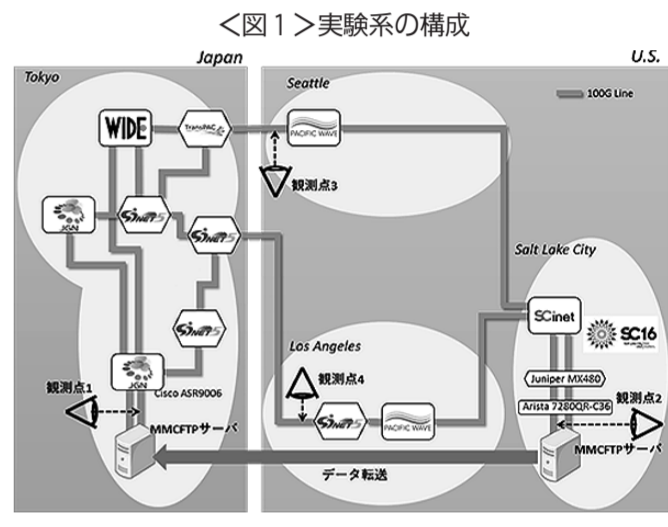 ＜図１＞実験系の構成
Japan
U.S.
Tokyo
Seattle
100G Line
WIDE
TransPAC
PACIFIC WAVE
観測点3
JGN
SINET5
SINET5
Salt Lake City
SCinet
SC16
SINET5
Los Angeles
JGN
Cisco ASR9006
観測点4
Juniper MX480
観測点1
SINET5
PACIFIC WAVE
Arista 7280QR-C36
観測点2
MMCFTPサーバ
MMCFTPサーバ
データ転送